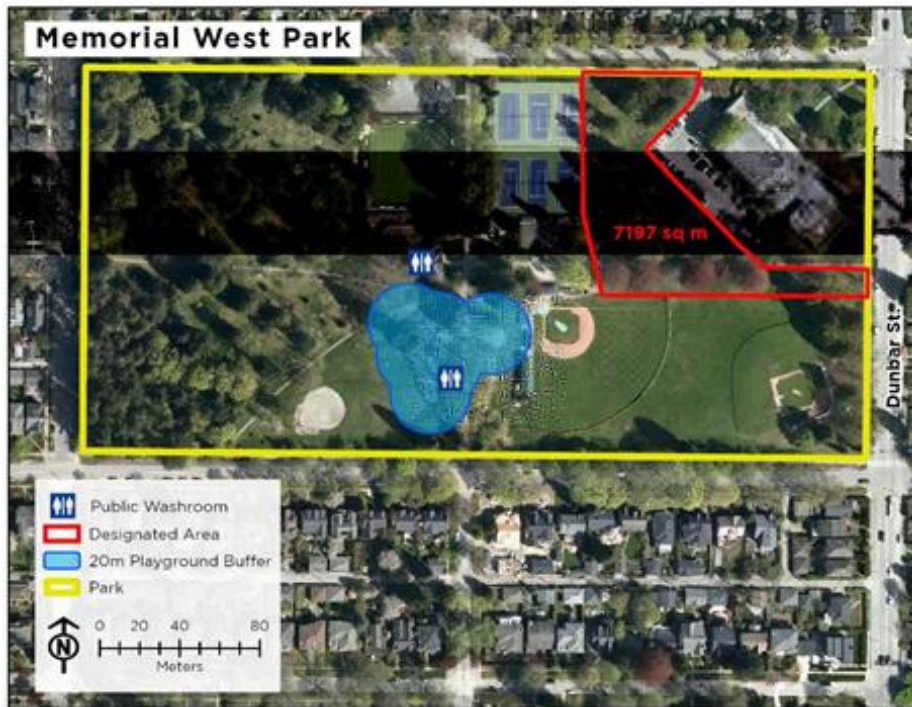 Memorial West Park
7197 sq m
Dunbar St.
Public Washroom
Designated Area
20m Playground Buffer
Park
N
0 20 40 80
Meters